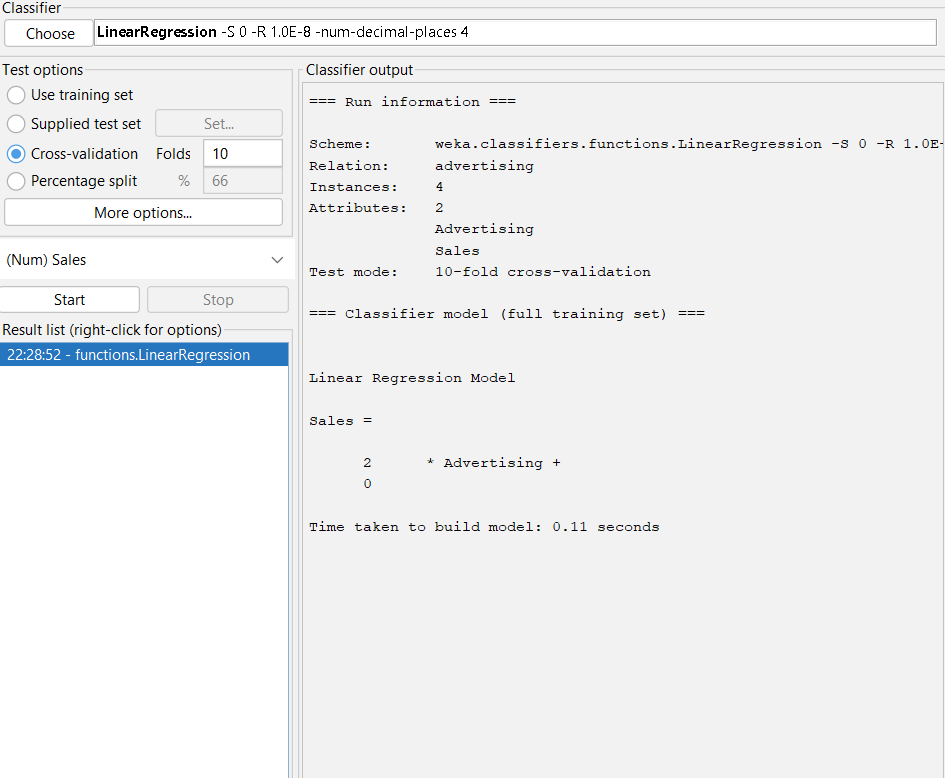 Classifier
Choose LinearRegression -S 0 -R 1.0E-8 -num-decimal-places 4
Test options
Use training set
Supplied test set Set...
Cross-validation Folds 10
Percentage split % 66
More options...
(Num) Sales
Start Stop
Result list (right-click for options)
22:28:52 - functions.LinearRegression
Classifier output
=== Run information ===
Scheme: weka.classifiers.functions.LinearRegression -S 0 -R 1.0E-
Relation: advertising
Instances: 4
Attributes: 2
Advertising
Sales
Test mode: 10-fold cross-validation
=== Classifier model (full training set) ===
Linear Regression Model
Sales =
2 * Advertising +
0
Time taken to build model: 0.11 seconds